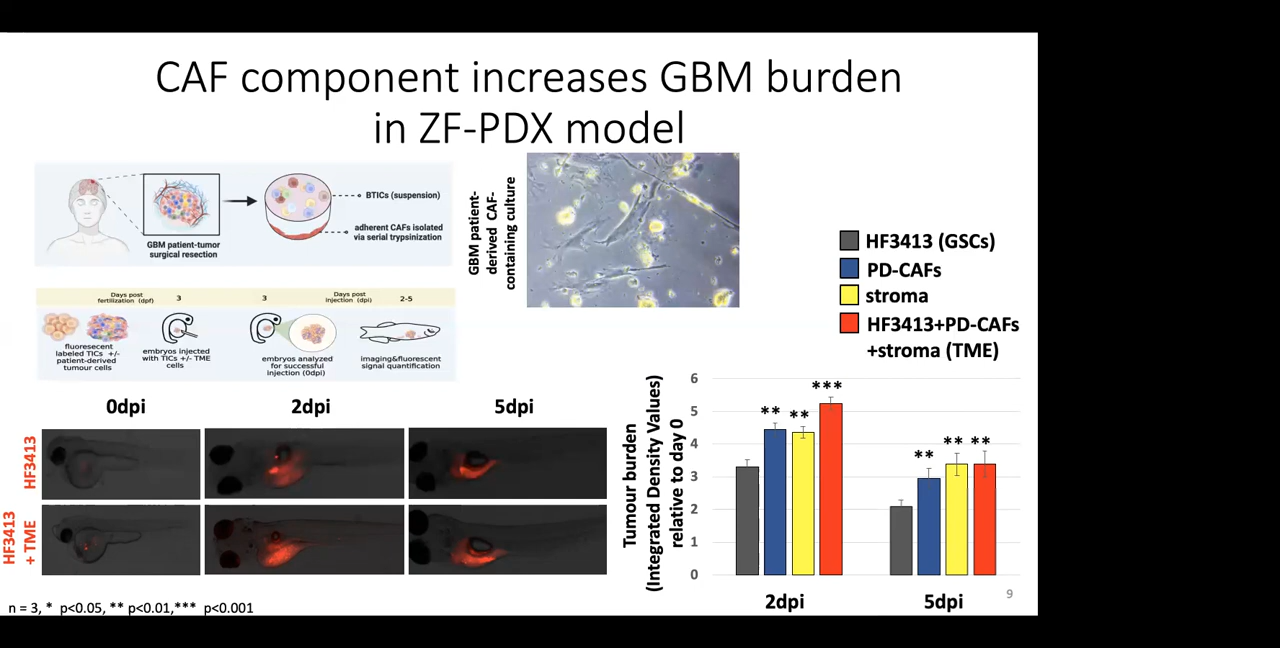 CAF component increases GBM burden
in ZF-PDX model
GBM patient-tumor
surgical resection
BTICs (suspension)
adherent CAFs isolated
via serial trypsinization
GBM patient-
derived CAF-
containing culture
Days post
fertilization (dpf)
3
3
Days post
injection (dpi)
2-5
fluoresecent
labeled TICs +/-
patient-derived
tumour cells
embryos injected
with TICs +/- TME
cells
embryos analyzed
for successful
injection (0dpi)
imaging&fluorescent
signal quantification
HF3413 (GSCs)
PD-CAFs
stroma
HF3413+PD-CAFs
+stroma (TME)
0dpi
2dpi
5dpi
HF3413
HF3413
+ TME
Tumour burden
(Integrated Density Values)
relative to day 0
6
5
4
3
2
1
0
** ** ***
** ** **
2dpi
5dpi
n = 3, * p<0.05, ** p<0.01,*** p<0.001
9